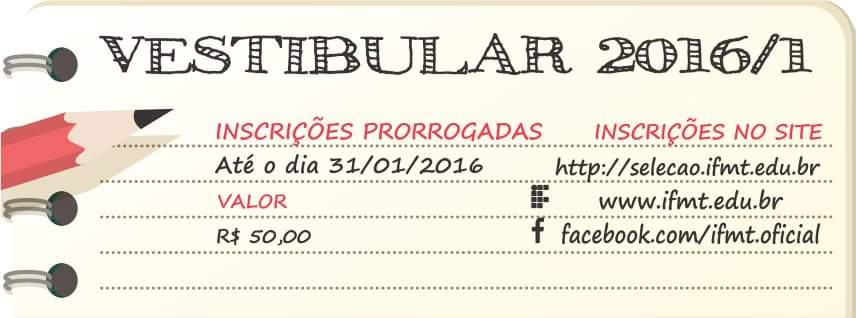 VESTIBULAR 2016/1
INSCRIÇÕES PRORROGADAS
Até o dia 31/01/2016
VALOR
R$ 50,00
INSCRIÇÕES NO SITE
http://selecao.ifmt.edu.br
www.ifmt.edu.br
facebook.com/ifmt.oficial